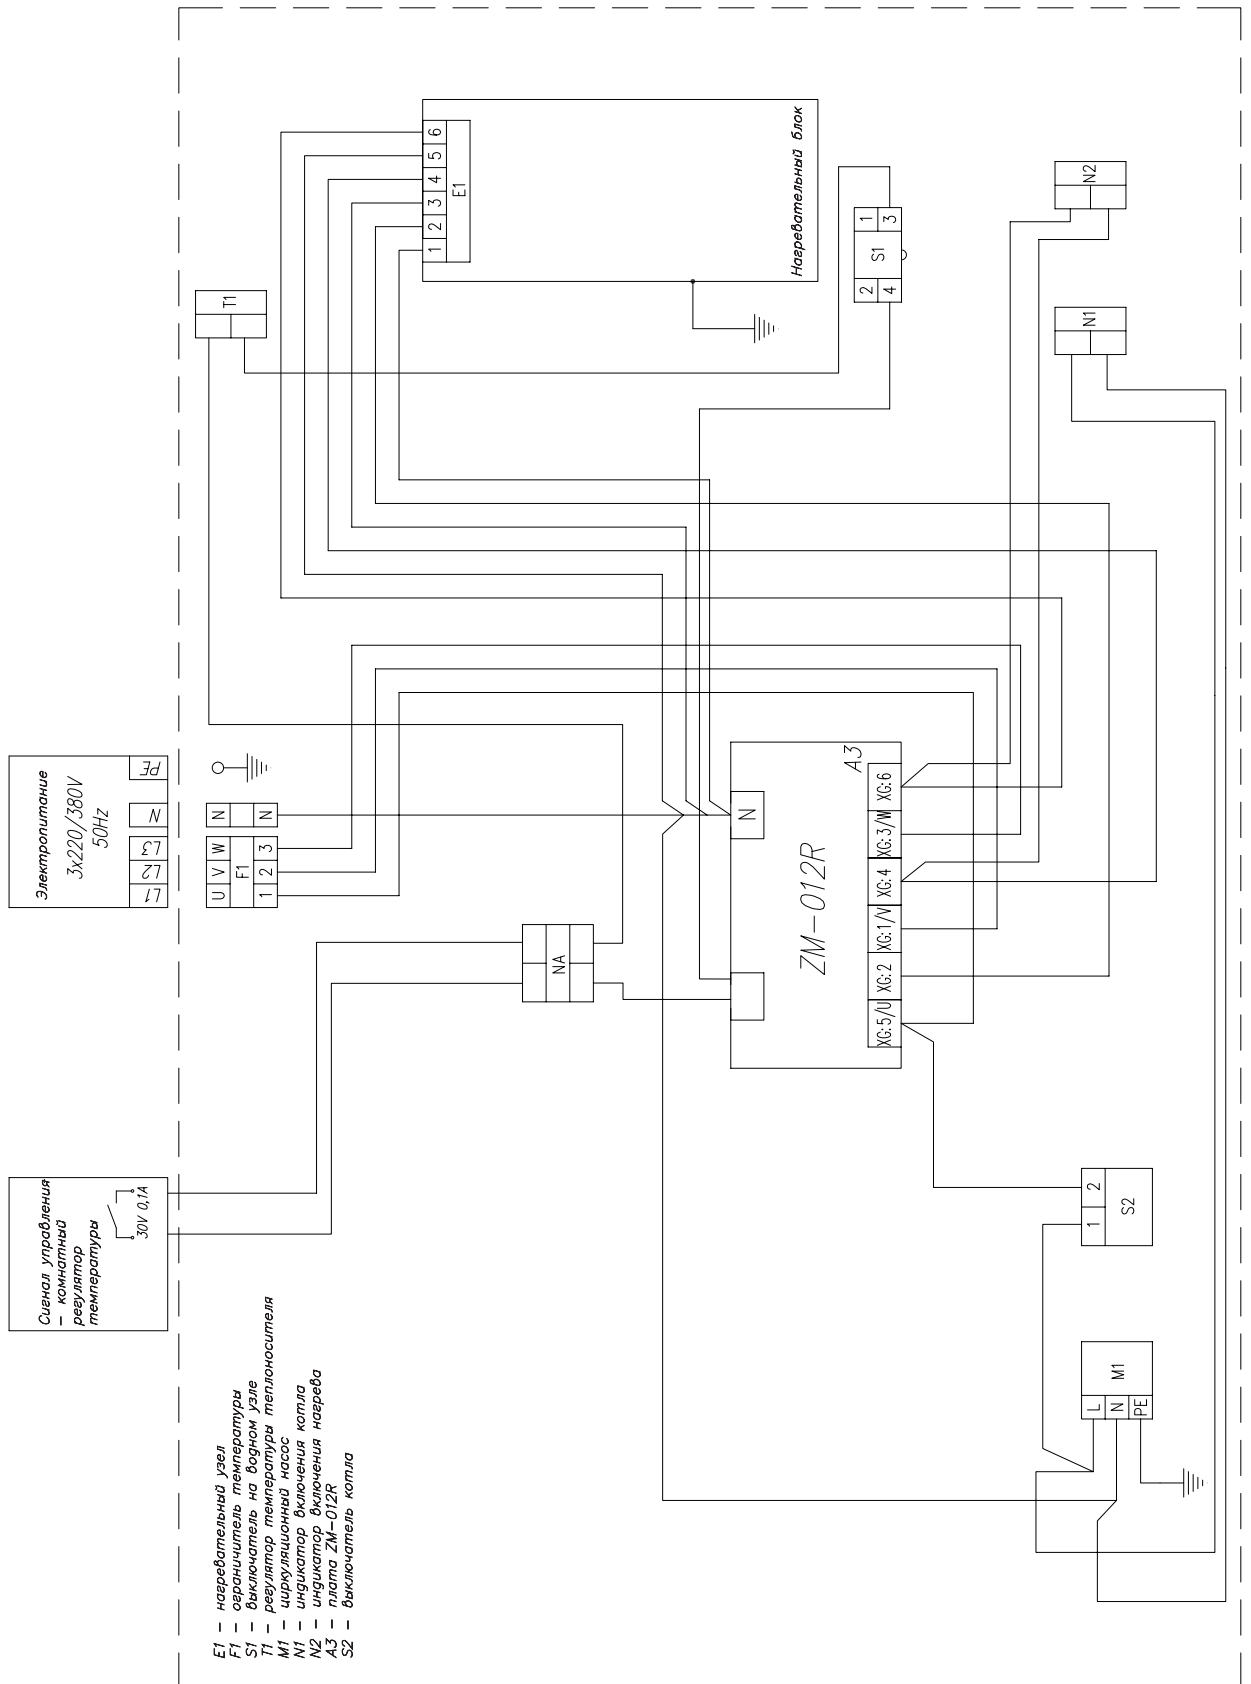 Сигнал управления
– комнатный
регулятор
температуры
30V 0,1A
Электропитание
3x220/380V
50Hz
L1 L2 L3 N PE
U V W N
F1
1 2 3 N
T1
NA
E1
1 2 3 4 5 6
Нагревательный блок
S1
2 1
4 3
N2
N1
A3
ZM–012R
N
XG:5/U XG:2 XG:1/V XG:4 XG:3/W XG:6
1 2
S2
M1
L
N
PE
E1 – нагревательный узел
F1 – ограничитель температуры
S1 – выключатель на водном узле
T1 – регулятор температуры теплоносителя
M1 – циркуляционный насос
N1 – индикатор включения котла
N2 – индикатор включения нагрева
A3 – плата ZM–012R
S2 – выключатель котла